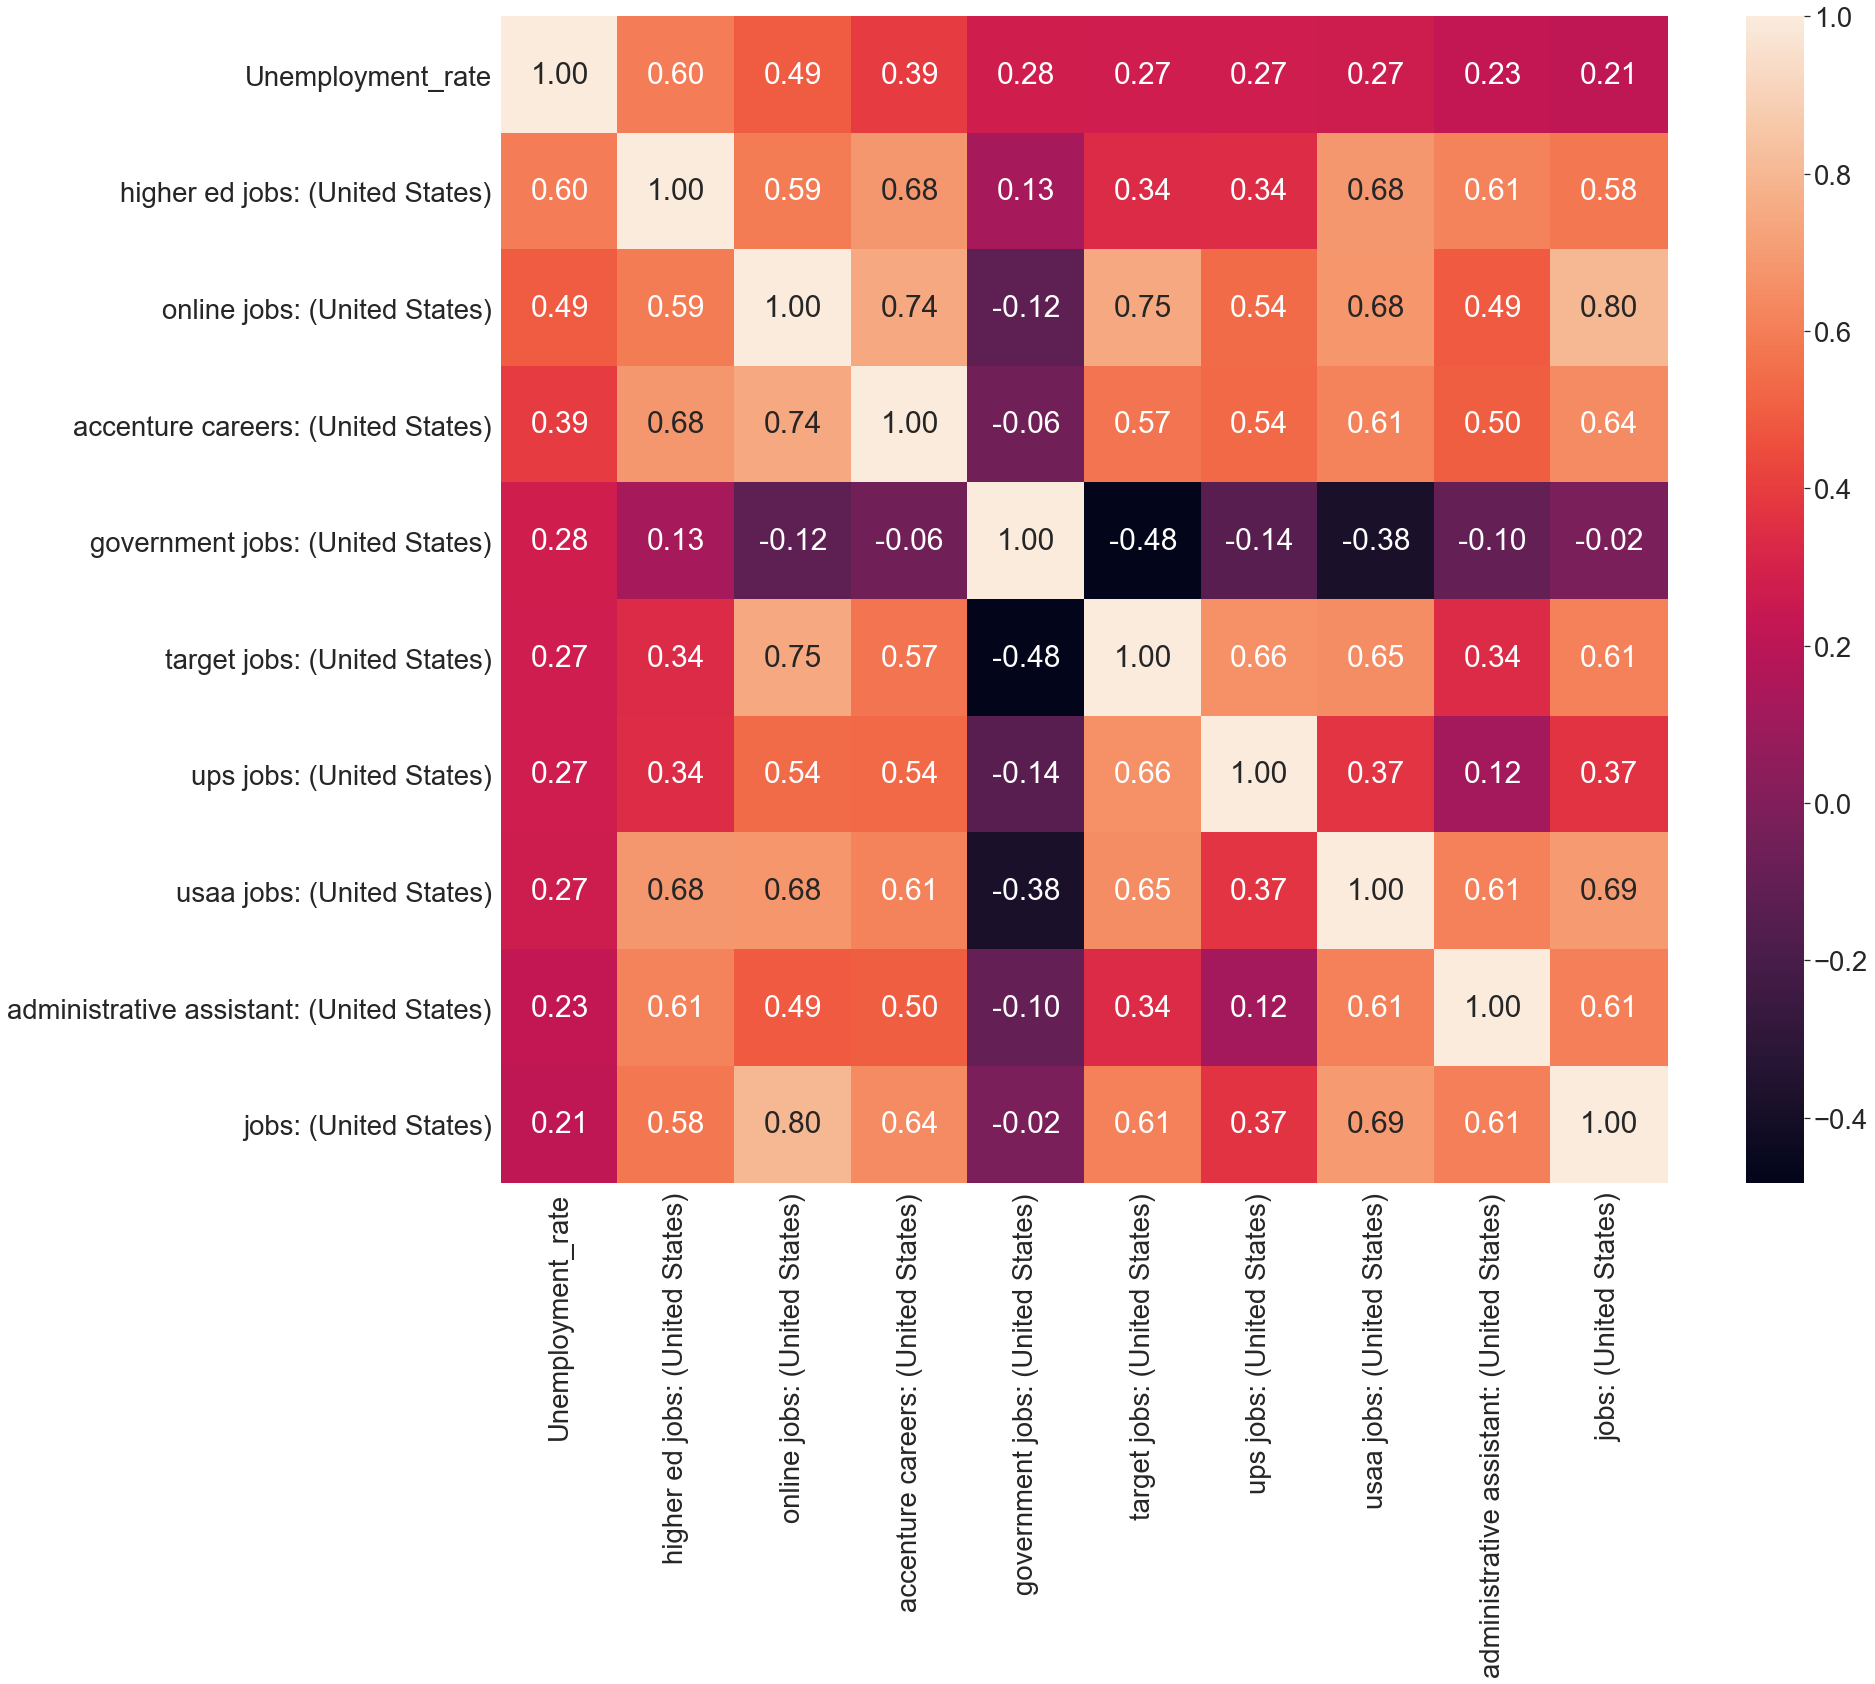 Unemployment_rate 1.00 0.60 0.49 0.39 0.28 0.27 0.27 0.27 0.23 0.21
higher ed jobs: (United States) 0.60 1.00 0.59 0.68 0.13 0.34 0.34 0.68 0.61 0.58
online jobs: (United States) 0.49 0.59 1.00 0.74 -0.12 0.75 0.54 0.68 0.49 0.80
accenture careers: (United States) 0.39 0.68 0.74 1.00 -0.06 0.57 0.54 0.61 0.50 0.64
government jobs: (United States) 0.28 0.13 -0.12 -0.06 1.00 -0.48 -0.14 -0.38 -0.10 -0.02
target jobs: (United States) 0.27 0.34 0.75 0.57 -0.48 1.00 0.66 0.65 0.34 0.61
ups jobs: (United States) 0.27 0.34 0.54 0.54 -0.14 0.66 1.00 0.37 0.12 0.37
usaa jobs: (United States) 0.27 0.68 0.68 0.61 -0.38 0.65 0.37 1.00 0.61 0.69
administrative assistant: (United States) 0.23 0.61 0.49 0.50 -0.10 0.34 0.12 0.61 1.00 0.61
jobs: (United States) 0.21 0.58 0.80 0.64 -0.02 0.61 0.37 0.69 0.61 1.00
Unemployment_rate
higher ed jobs: (United States)
online jobs: (United States)
accenture careers: (United States)
government jobs: (United States)
target jobs: (United States)
ups jobs: (United States)
usaa jobs: (United States)
administrative assistant: (United States)
jobs: (United States)
1.0
0.8
0.6
0.4
0.2
0.0
−0.2
−0.4